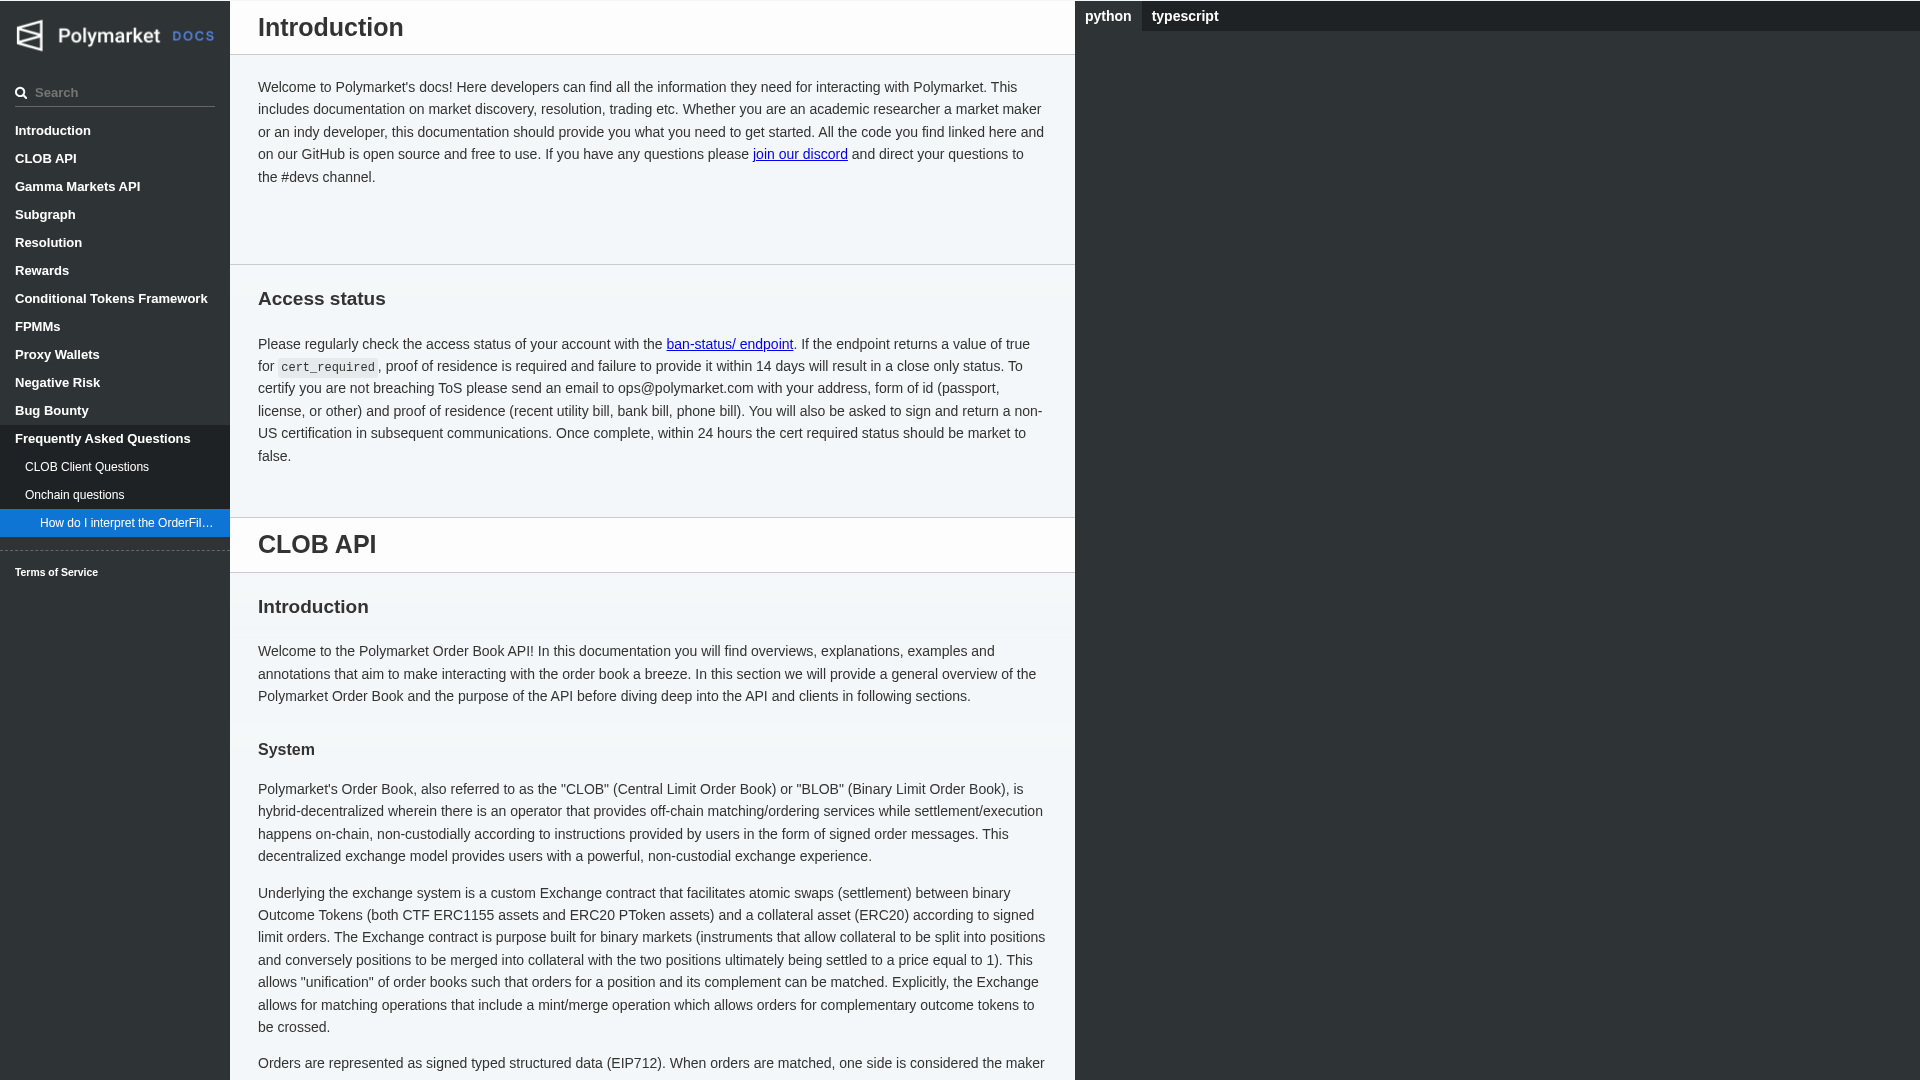 Polymarket DOCS
Search
Introduction
CLOB API
Gamma Markets API
Subgraph
Resolution
Rewards
Conditional Tokens Framework
FPMMs
Proxy Wallets
Negative Risk
Bug Bounty
Frequently Asked Questions
CLOB Client Questions
Onchain questions
How do I interpret the OrderFil...
Terms of Service
Introduction
Welcome to Polymarket's docs! Here developers can find all the information they need for interacting with Polymarket. This
includes documentation on market discovery, resolution, trading etc. Whether you are an academic researcher a market maker
or an indy developer, this documentation should provide you what you need to get started. All the code you find linked here and
on our GitHub is open source and free to use. If you have any questions please join our discord and direct your questions to
the #devs channel.
Access status
Please regularly check the access status of your account with the ban-status/ endpoint. If the endpoint returns a value of true
for cert_required, proof of residence is required and failure to provide it within 14 days will result in a close only status. To
certify you are not breaching ToS please send an email to ops@polymarket.com with your address, form of id (passport,
license, or other) and proof of residence (recent utility bill, bank bill, phone bill). You will also be asked to sign and return a non-
US certification in subsequent communications. Once complete, within 24 hours the cert required status should be market to
false.
CLOB API
Introduction
Welcome to the Polymarket Order Book API! In this documentation you will find overviews, explanations, examples and
annotations that aim to make interacting with the order book a breeze. In this section we will provide a general overview of the
Polymarket Order Book and the purpose of the API before diving deep into the API and clients in following sections.
System
Polymarket's Order Book, also referred to as the "CLOB" (Central Limit Order Book) or "BLOB" (Binary Limit Order Book), is
hybrid-decentralized wherein there is an operator that provides off-chain matching/ordering services while settlement/execution
happens on-chain, non-custodially according to instructions provided by users in the form of signed order messages. This
decentralized exchange model provides users with a powerful, non-custodial exchange experience.
Underlying the exchange system is a custom Exchange contract that facilitates atomic swaps (settlement) between binary
Outcome Tokens (both CTF ERC1155 assets and ERC20 PToken assets) and a collateral asset (ERC20) according to signed
limit orders. The Exchange contract is purpose built for binary markets (instruments that allow collateral to be split into positions
and conversely positions to be merged into collateral with the two positions ultimately being settled to a price equal to 1). This
allows "unification" of order books such that orders for a position and its complement can be matched. Explicitly, the Exchange
allows for matching operations that include a mint/merge operation which allows orders for complementary outcome tokens to
be crossed.
Orders are represented as signed typed structured data (EIP712). When orders are matched, one side is considered the maker
python
typescript